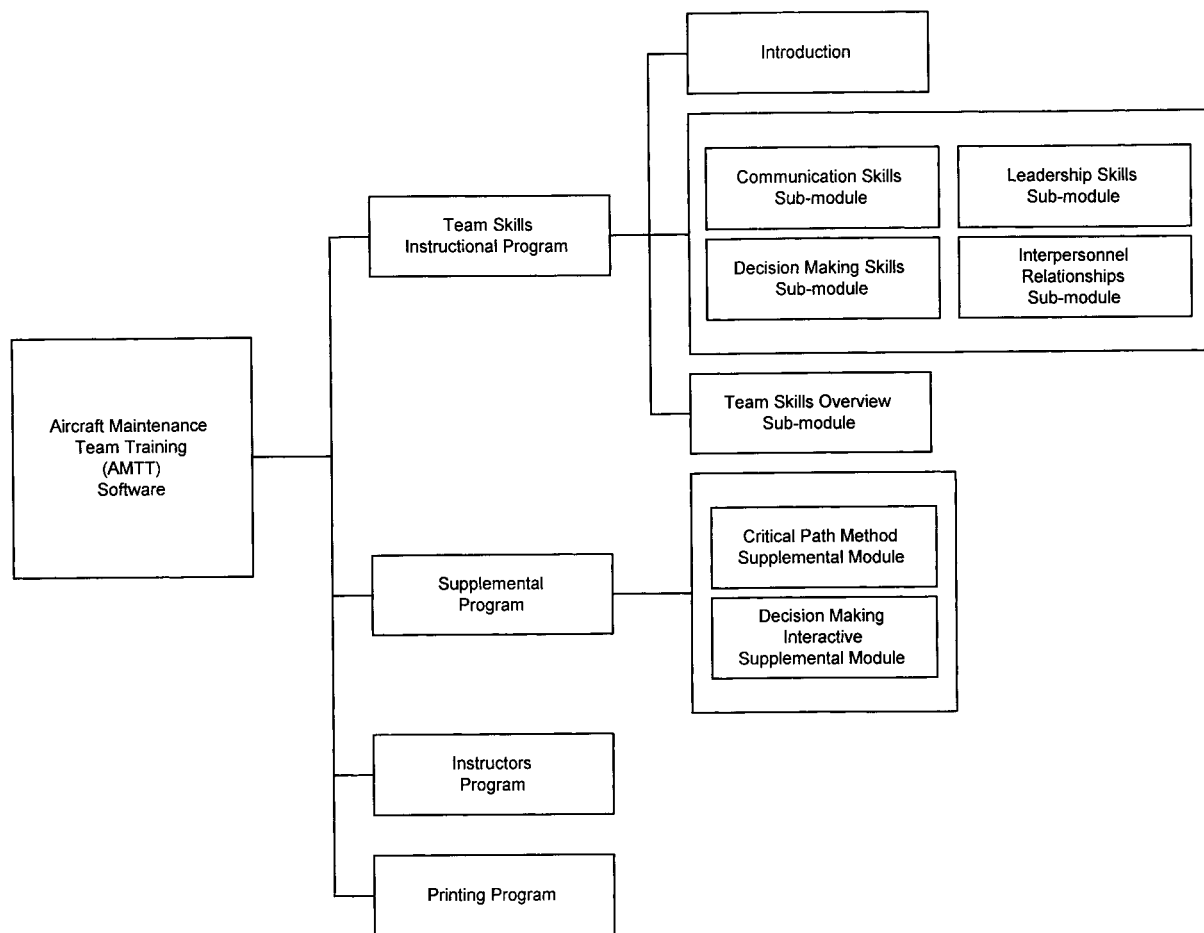 Introduction
Communication Skills
Sub-module
Leadership Skills
Sub-module
Team Skills
Instructional Program
Decision Making Skills
Sub-module
Interpersonnel
Relationships
Sub-module
Team Skills Overview
Sub-module
Aircraft Maintenance
Team Training
(AMTT)
Software
Critical Path Method
Supplemental Module
Supplemental
Program
Decision Making
Interactive
Supplemental Module
Instructors
Program
Printing Program